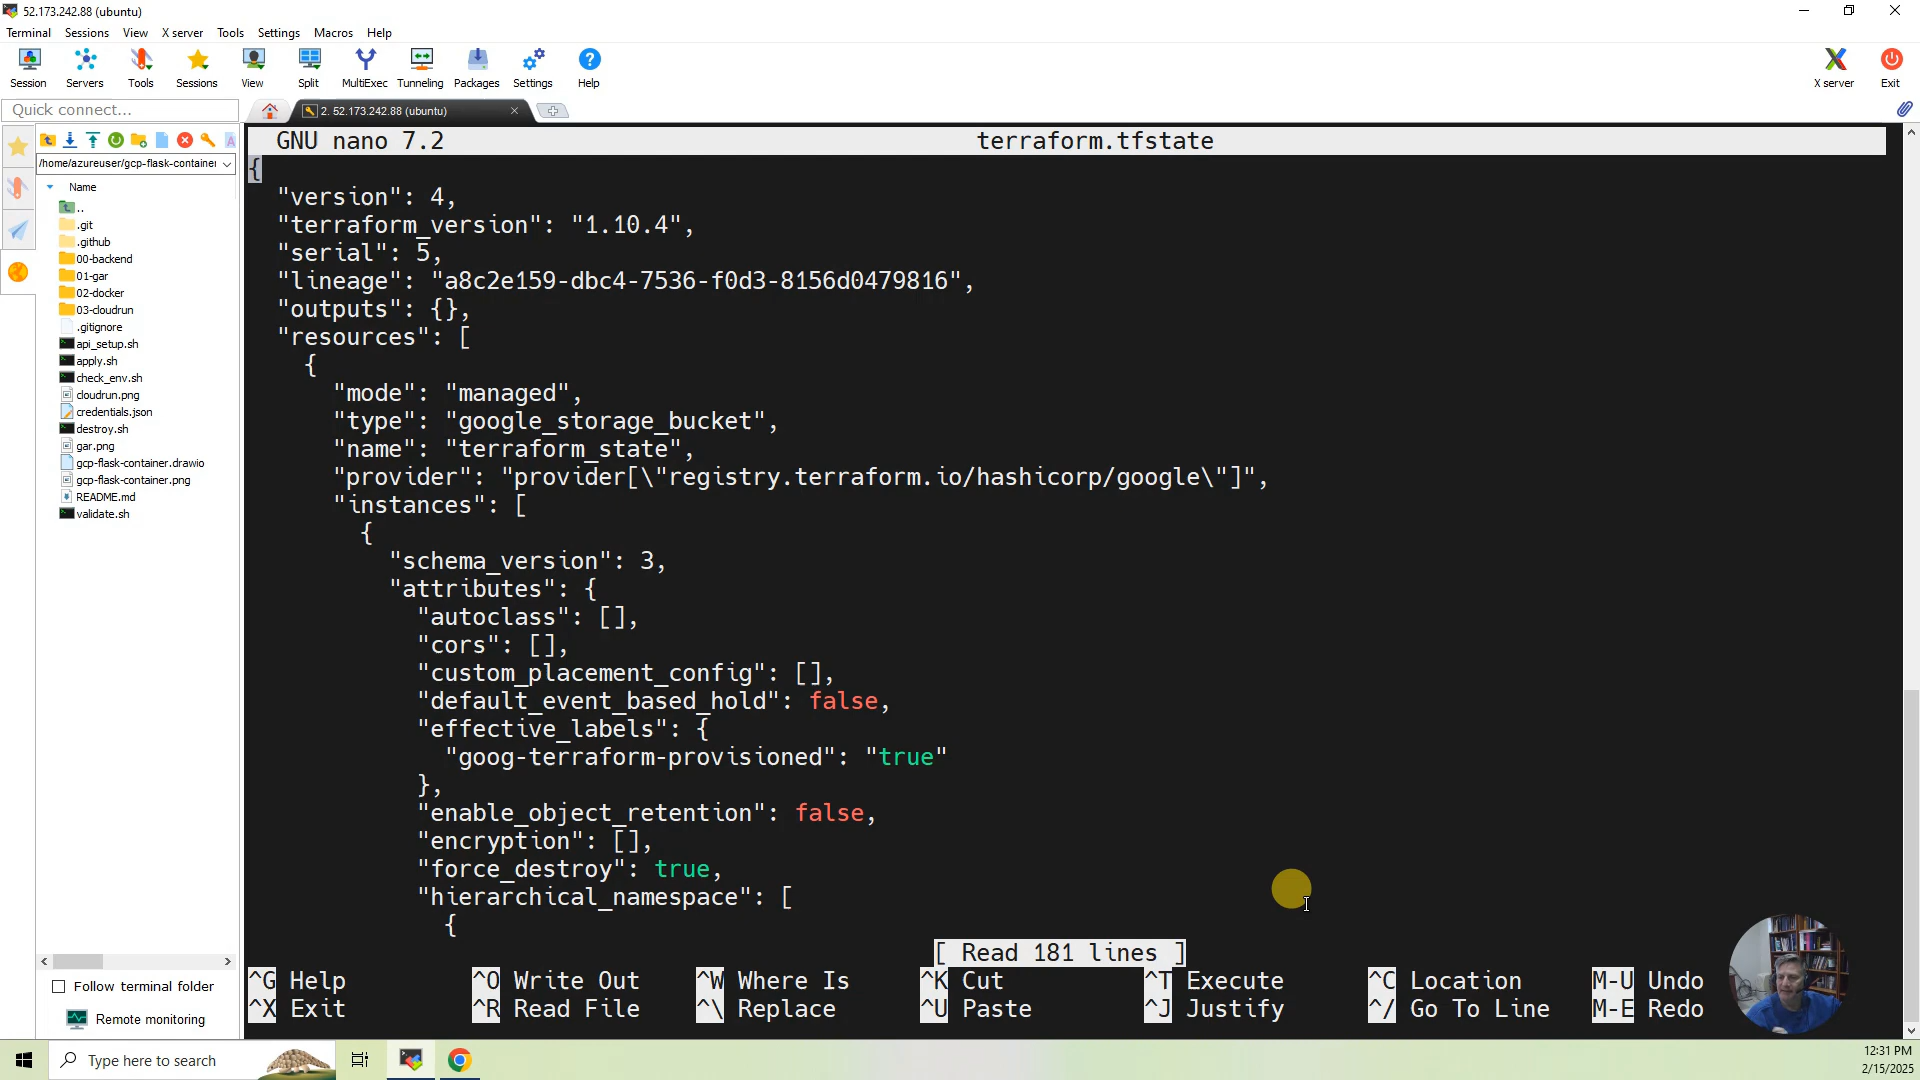 52.173.242.88 (ubuntu)
Terminal Sessions View X server Tools Settings Macros Help
Session Servers Tools Sessions View Split MultiExec Tunneling Packages Settings Help X server Exit
Quick connect...
2. 52.173.242.88 (ubuntu)
/home/azureuser/gcp-flask-container
Name
..
.git
.github
00-backend
01-gar
02-docker
03-cloudrun
.gitignore
api_setup.sh
apply.sh
check_env.sh
cloudrun.png
credentials.json
destroy.sh
gar.png
gcp-flask-container.drawio
gcp-flask-container.png
README.md
validate.sh
Follow terminal folder
Remote monitoring
GNU nano 7.2 terraform.tfstate
{
"version": 4,
"terraform_version": "1.10.4",
"serial": 5,
"lineage": "a8c2e159-dbc4-7536-f0d3-8156d0479816",
"outputs": {},
"resources": [
{
"mode": "managed",
"type": "google_storage_bucket",
"name": "terraform_state",
"provider": "provider[\"registry.terraform.io/hashicorp/google\"]",
"instances": [
{
"schema_version": 3,
"attributes": {
"autoclass": [],
"cors": [],
"custom_placement_config": [],
"default_event_based_hold": false,
"effective_labels": {
"goog-terraform-provisioned": "true"
},
"enable_object_retention": false,
"encryption": [],
"force_destroy": true,
"hierarchical_namespace": [
{
[ Read 181 lines ]
^G Help ^O Write Out ^W Where Is ^K Cut ^T Execute ^C Location M-U Undo
^X Exit ^R Read File ^\ Replace ^U Paste ^J Justify ^/ Go To Line M-E Redo
Type here to search
12:31 PM
2/15/2025